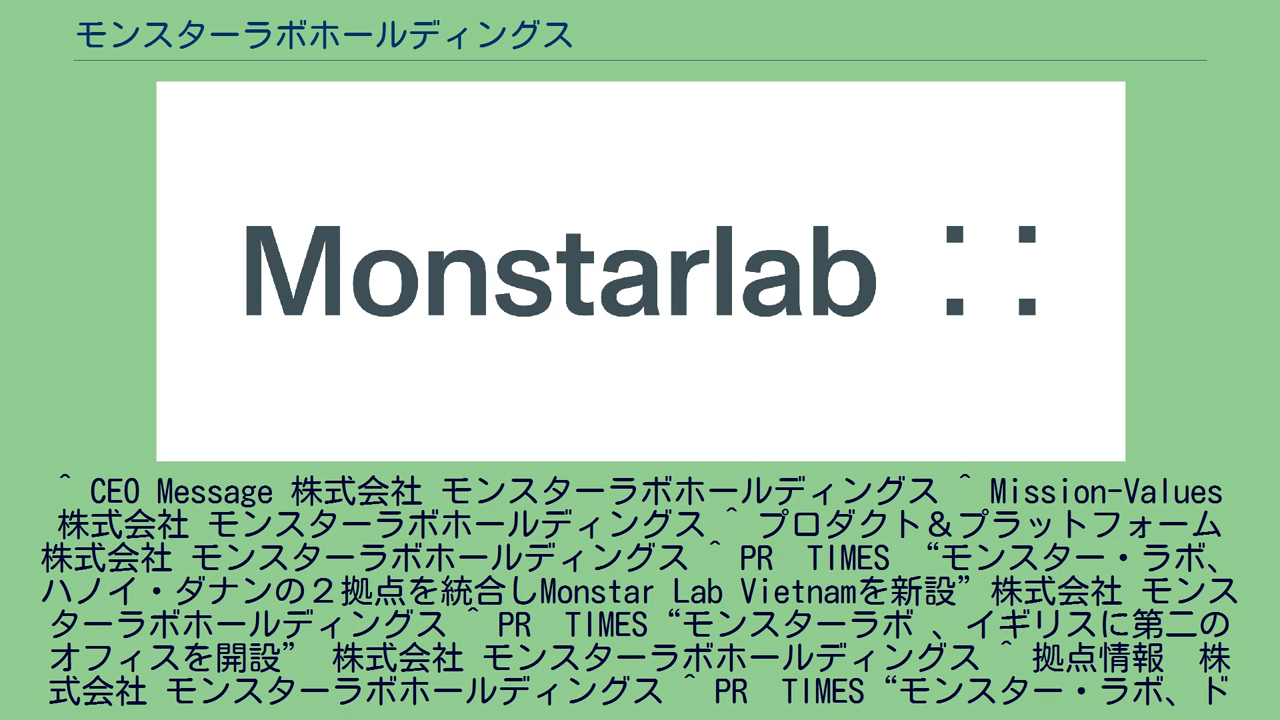 モンスターラボホールディングス
Monstarlab
^ CEO Message 株式会社 モンスターラボホールディングス ^ Mission-Values
株式会社 モンスターラボホールディングス ^ プロダクト＆プラットフォーム
株式会社 モンスターラボホールディングス ^ PR　TIMES　“モンスター・ラボ、
ハノイ・ダナンの２拠点を統合しMonstar Lab Vietnamを新設” 株式会社 モンス
ターラボホールディングス ^ PR　TIMES “モンスターラボ 、イギリスに第二の
オフィスを開設”　株式会社 モンスターラボホールディングス ^ 拠点情報　株
式会社 モンスターラボホールディングス ^ PR　TIMES “モンスター・ラボ、ド